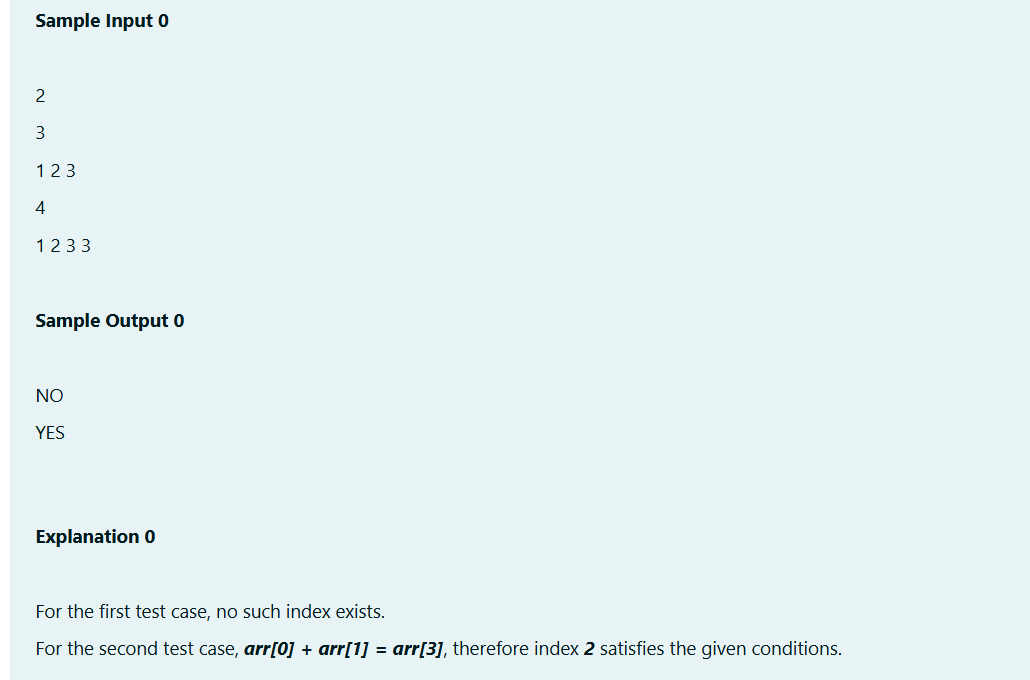 Sample Input 0
2
3
1 2 3
4
1 2 3 3
Sample Output 0
NO
YES
Explanation 0
For the first test case, no such index exists.
For the second test case, arr[0] + arr[1] = arr[3], therefore index 2 satisfies the given conditions.